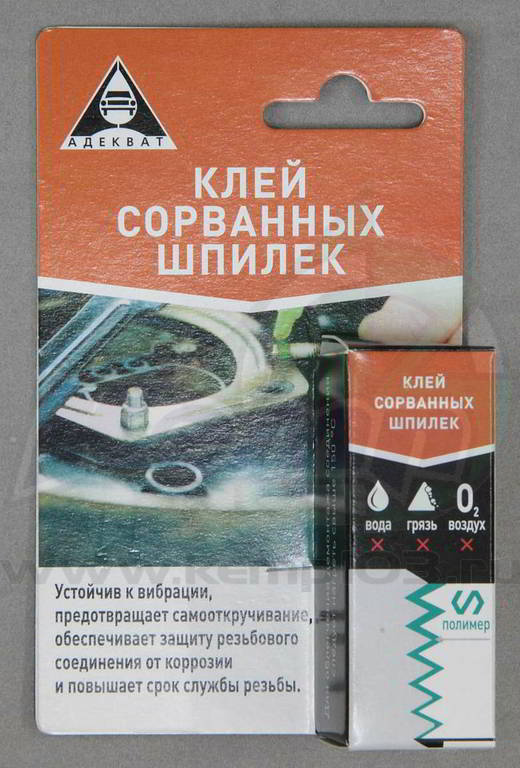 АДЕКВАТ
КЛЕЙ
СОРВАННЫХ
ШПИЛЕК
Устойчив к вибрации,
предотвращает самооткручивание,
обеспечивает защиту резьбового
соединения от коррозии
и повышает срок службы резьбы.
КЛЕЙ
СОРВАННЫХ
ШПИЛЕК
O2
вода грязь воздух
полимер